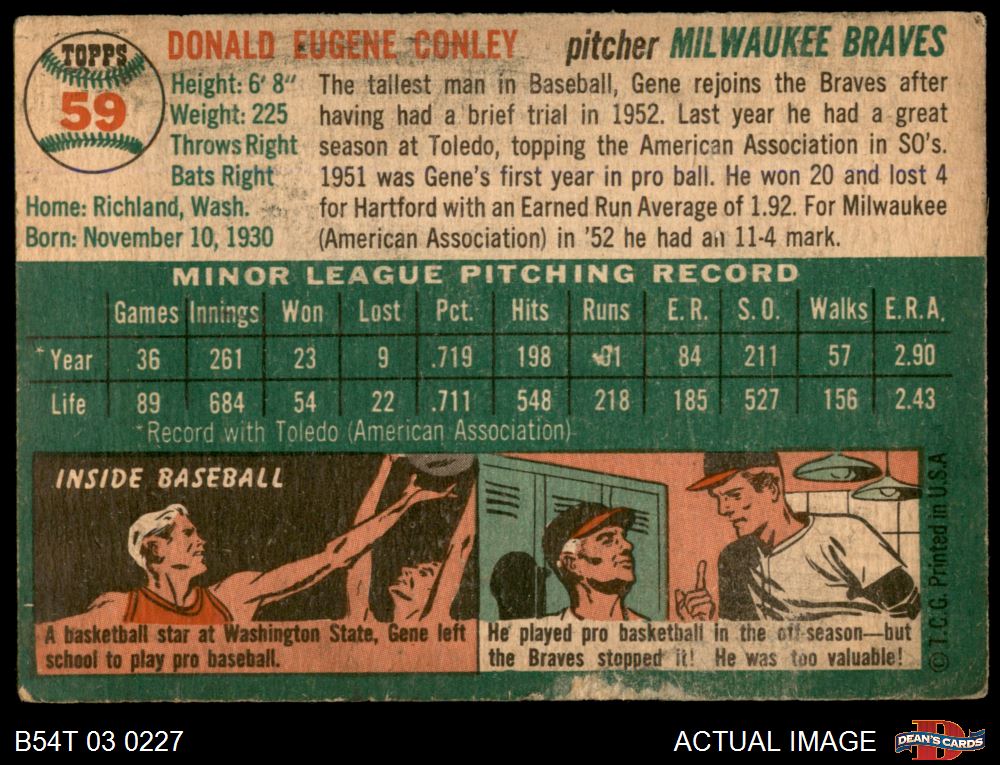 TOPPS
59
DONALD EUGENE CONLEY pitcher MILWAUKEE BRAVES
Height: 6' 8"
Weight: 225
Throws Right
Bats Right
Home: Richland, Wash.
Born: November 10, 1930
The tallest man in Baseball, Gene rejoins the Braves after
having had a brief trial in 1952. Last year he had a great
season at Toledo, topping the American Association in SO's.
1951 was Gene's first year in pro ball. He won 20 and lost 4
for Hartford with an Earned Run Average of 1.92. For Milwaukee
(American Association) in '52 he had an 11-4 mark.
MINOR LEAGUE PITCHING RECORD
Games Innings Won Lost Pct. Hits Runs E.R. S.O. Walks E.R.A.
*Year 36 261 23 9 .719 198 84 211 57 2.90
Life 89 684 54 22 .711 548 218 185 527 156 2.43
*Record with Toledo (American Association)
INSIDE BASEBALL
A basketball star at Washington State, Gene left
school to play pro baseball.
He played pro basketball in the off-season—but
the Braves stopped it! He was too valuable!
© T.C.G. Printed in U.S.A
B54T 03 0227
ACTUAL IMAGE
DEAN'S CARDS